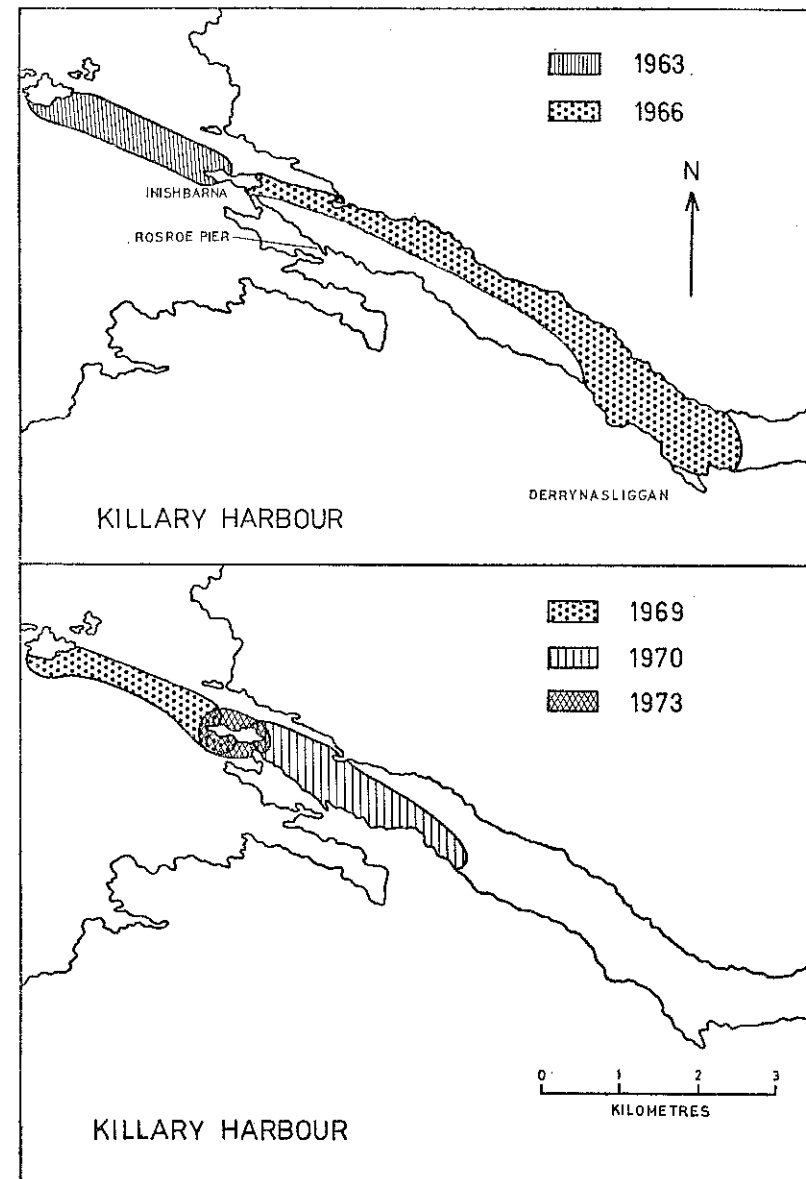 1963
1966
N
INISHBARNA
ROSROE PIER
DERRYNASLIGGAN
KILLARY HARBOUR
1969
1970
1973
0 1 2 3
KILOMETRES
KILLARY HARBOUR